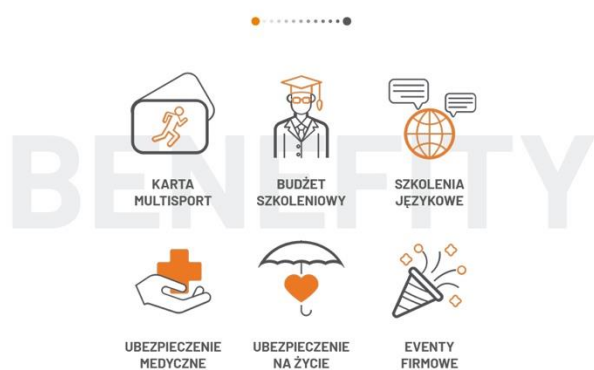 BENEFITY
KARTA
MULTISPORT
BUDŻET
SZKOLENIOWY
SZKOLENIA
JĘZYKOWE
UBEZPIECZENIE
MEDYCZNE
UBEZPIECZENIE
NA ŻYCIE
EVENTY
FIRMOWE